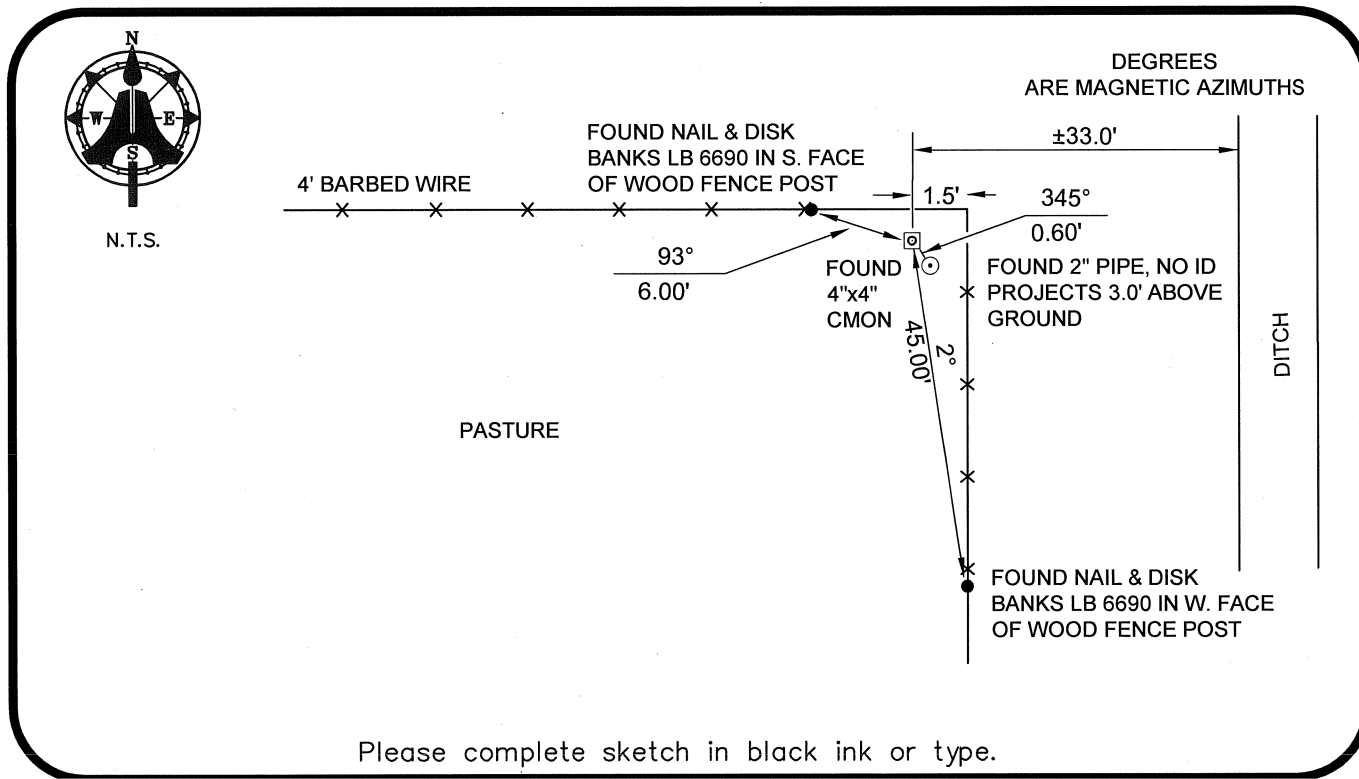 N
W E
S
N.T.S.
DEGREES
ARE MAGNETIC AZIMUTHS
±33.0'
FOUND NAIL & DISK
BANKS LB 6690 IN S. FACE
OF WOOD FENCE POST
4' BARBED WIRE
1.5'
345°
0.60'
93°
6.00'
FOUND
4"x4"
CMON
FOUND 2" PIPE, NO ID
PROJECTS 3.0' ABOVE
GROUND
2°
45.00'
DITCH
PASTURE
FOUND NAIL & DISK
BANKS LB 6690 IN W. FACE
OF WOOD FENCE POST
Please complete sketch in black ink or type.